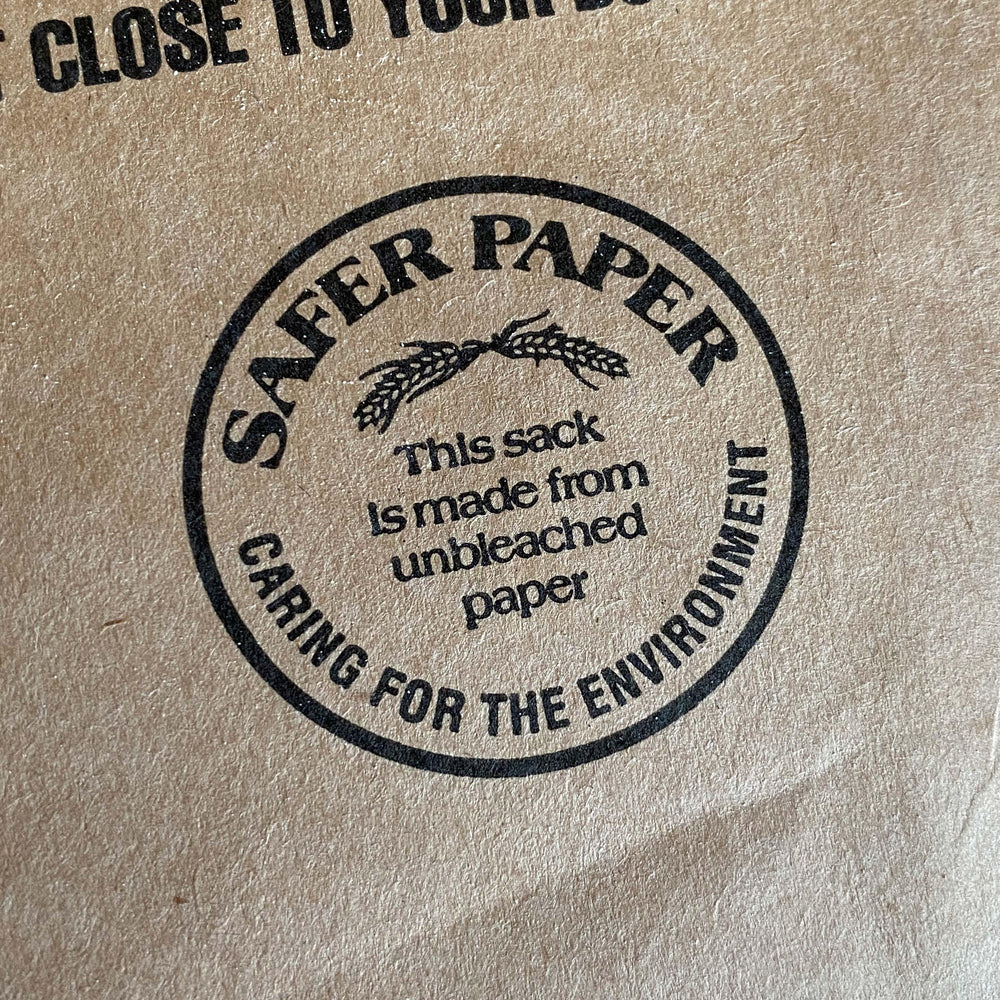 CLOSE TO YOUR
SAFER PAPER
This sack
is made from
unbleached
paper
CARING FOR THE ENVIRONMENT